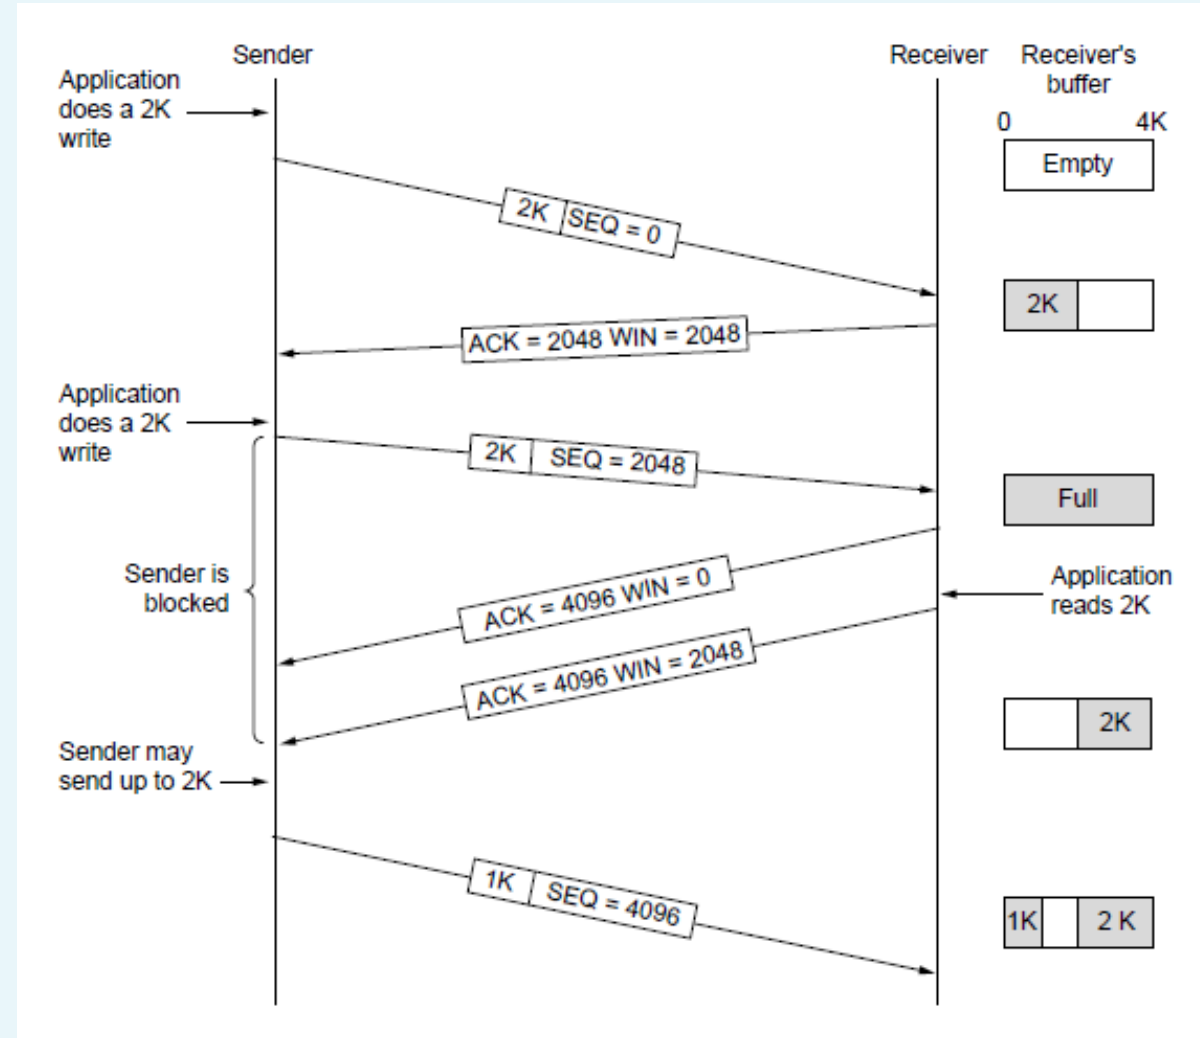 Sender
Receiver
Receiver's
buffer
Application
does a 2K
write
0
4K
Empty
2K SEQ = 0
2K
ACK = 2048 WIN = 2048
Application
does a 2K
write
2K SEQ = 2048
Full
Sender is
blocked
Application
reads 2K
ACK = 4096 WIN = 0
ACK = 4096 WIN = 2048
2K
Sender may
send up to 2K
1K SEQ = 4096
1K
2 K